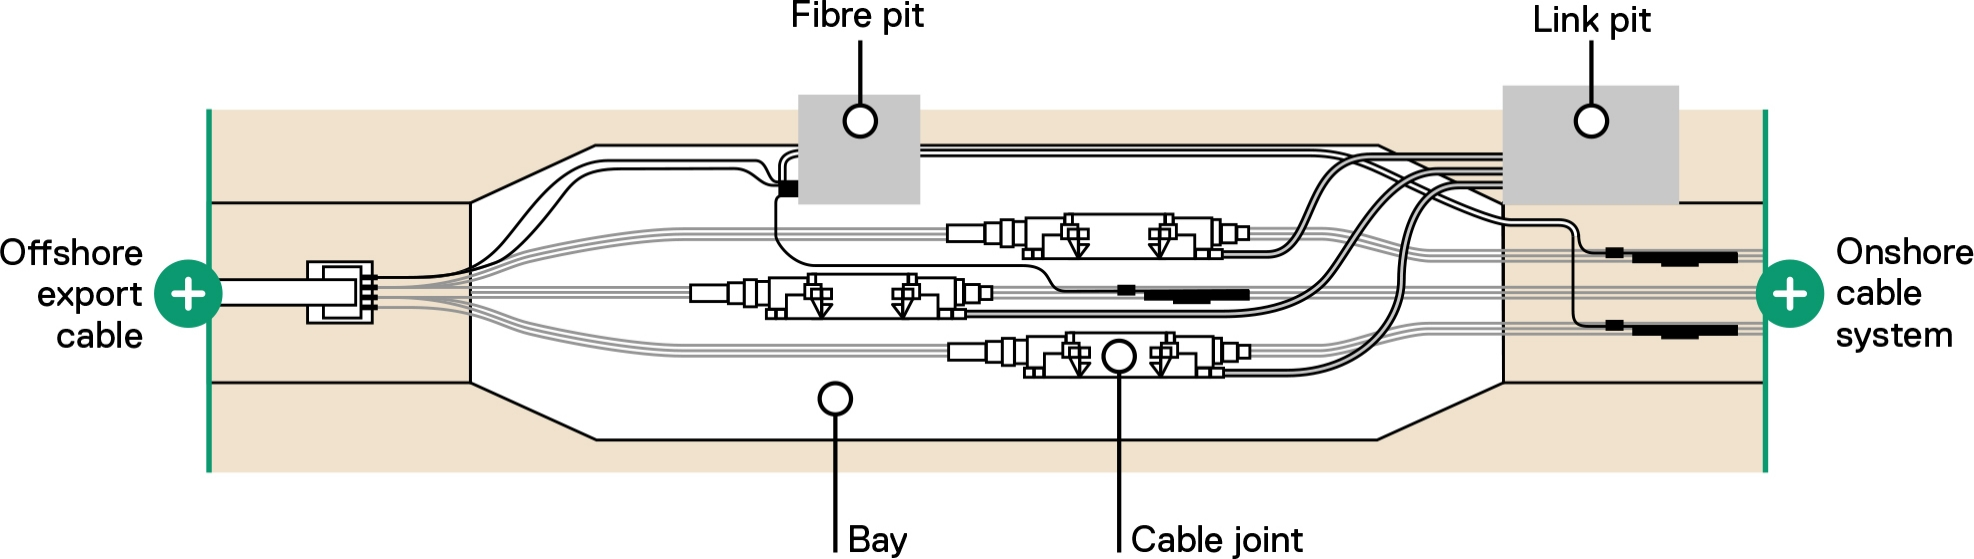 Fibre pit
Link pit
Offshore
export
cable
Onshore
cable
system
Bay
Cable joint